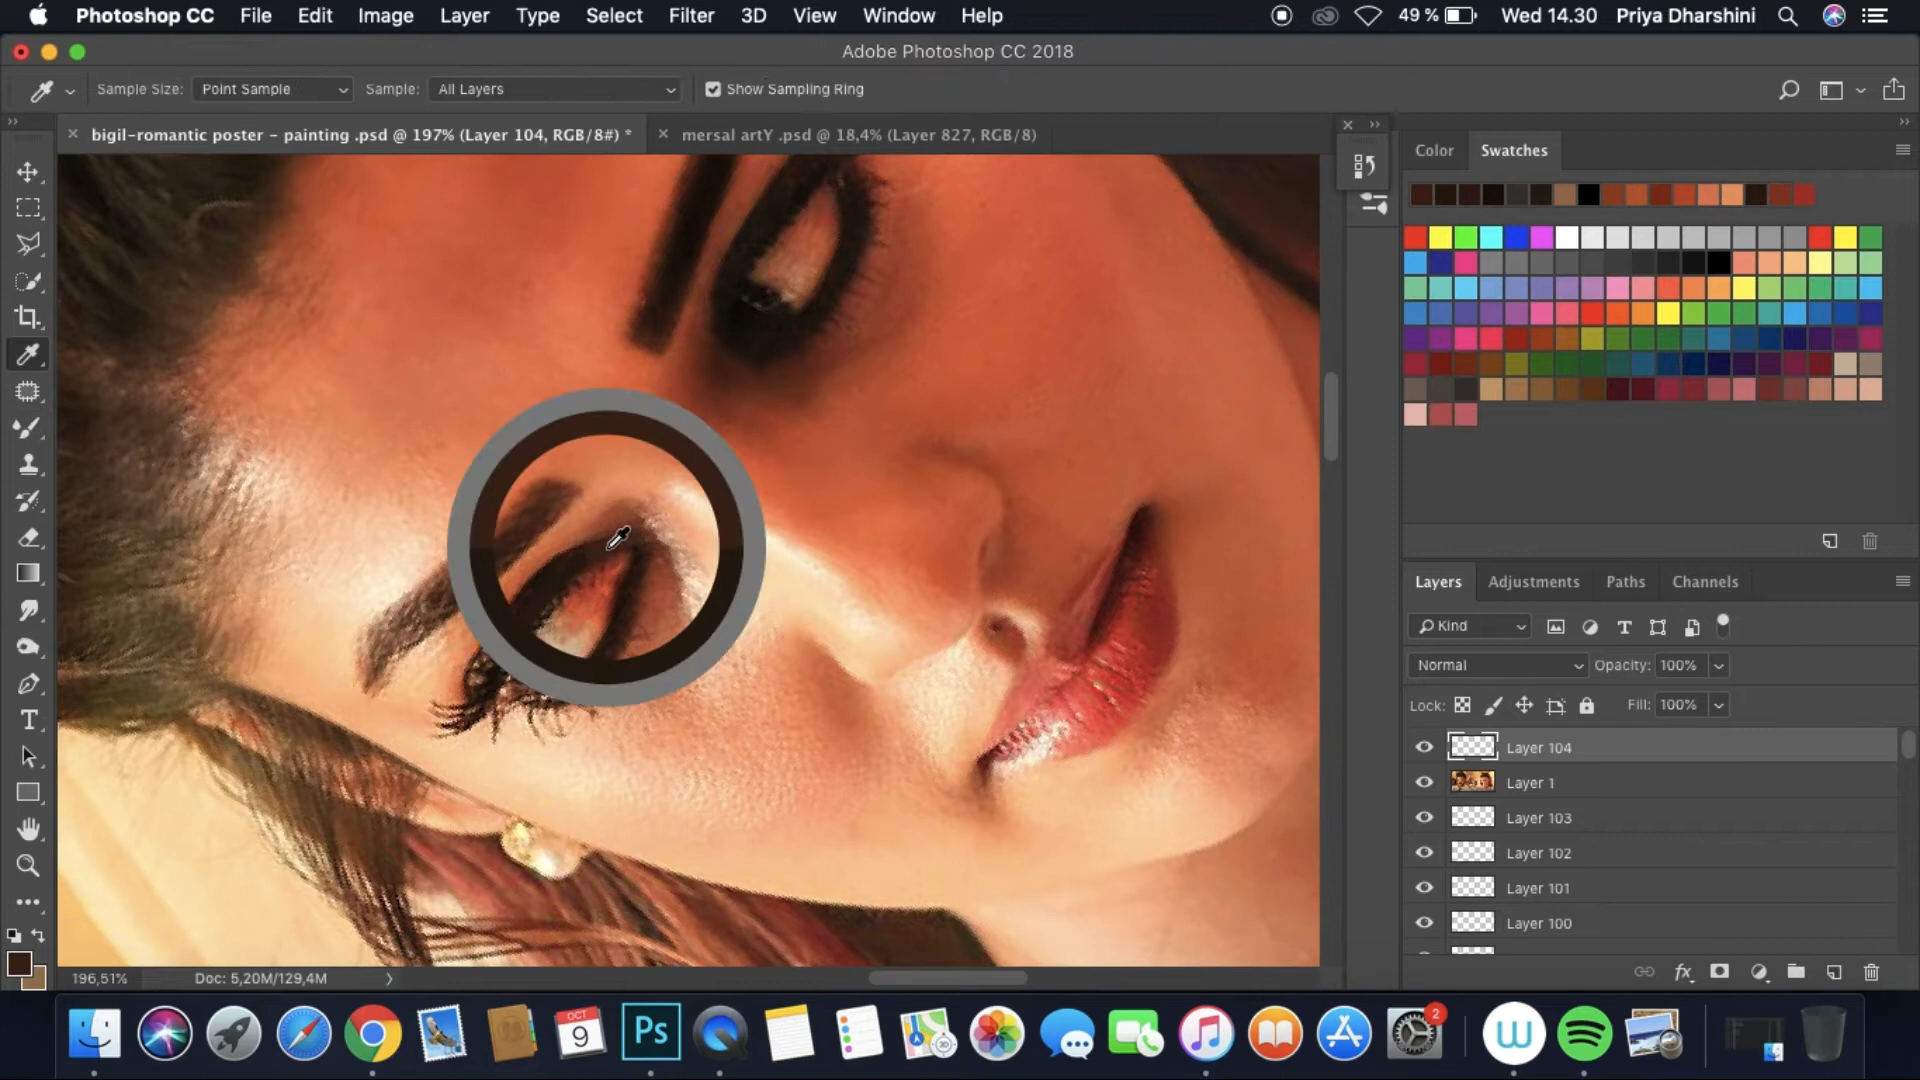 Photoshop CC File Edit Image Layer Type Select Filter 3D View Window Help 49 % Wed 14.30 Priya Dharshini
Adobe Photoshop CC 2018
Sample Size: Point Sample Sample: All Layers Show Sampling Ring
bigil-romantic poster - painting .psd @ 197% (Layer 104, RGB/8#) * mersal artY .psd @ 18,4% (Layer 827, RGB/8)
Color Swatches
Layers Adjustments Paths Channels
Kind
Normal Opacity: 100%
Lock: Fill: 100%
Layer 104
Layer 1
Layer 103
Layer 102
Layer 101
Layer 100
196,51% Doc: 5,20M/129,4M
OCT
9
Ps
3D
2